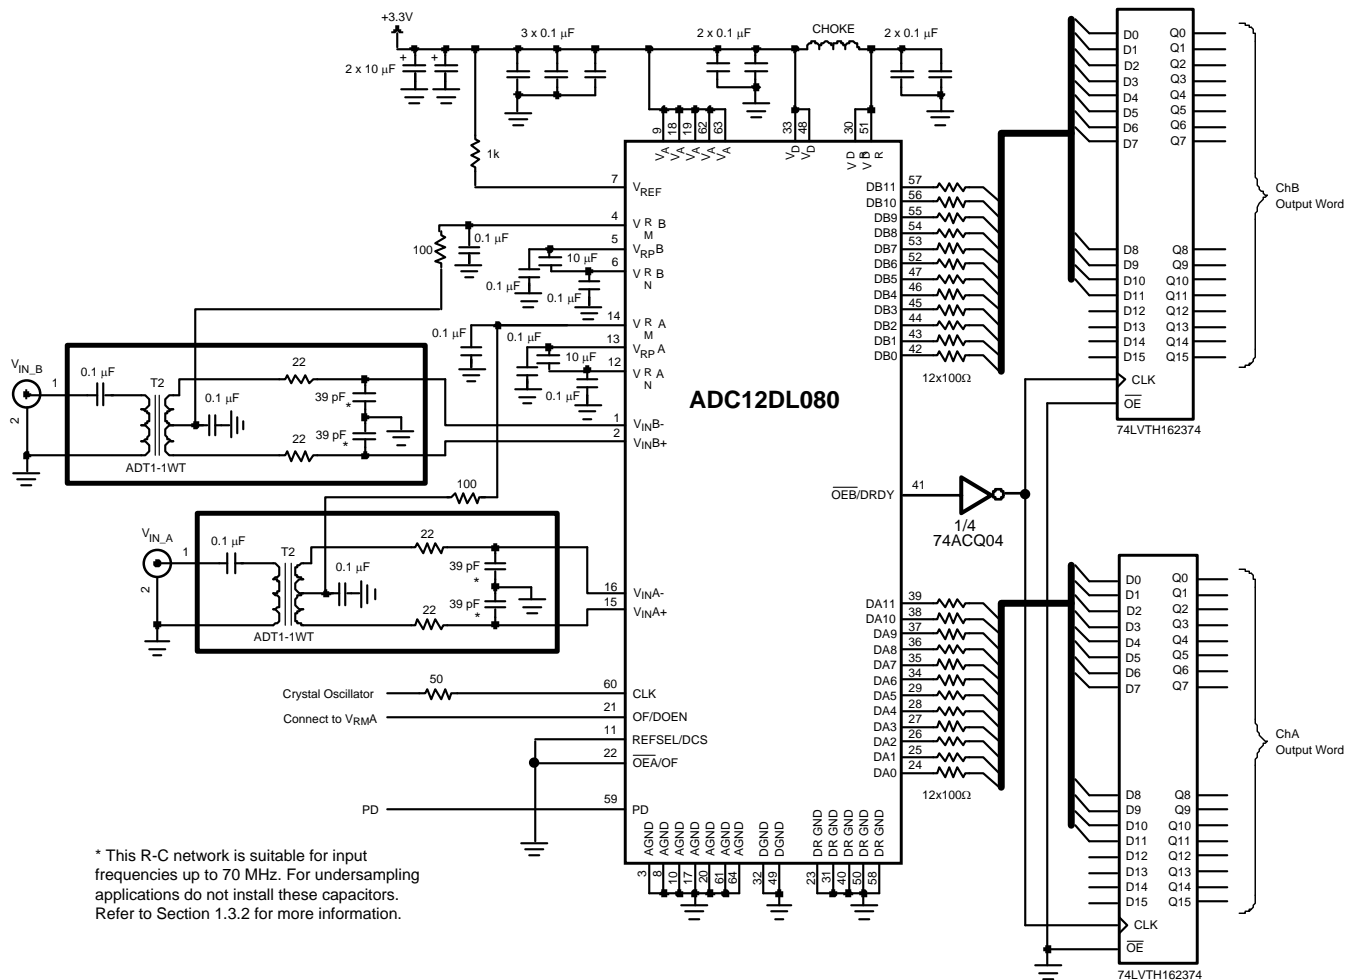 +3.3V
2 x 10 µF
+
+
3 x 0.1 µF
2 x 0.1 µF
CHOKE
2 x 0.1 µF
1k
9
18
19
62
63
33
48
30
51
VA
VA
VA
VA
VA
VD
VD
V D R
V D R
ADC12DL080
7
VREF
4
V R M B
5
VRPB
6
V R N B
14
V R M A
13
VRPA
12
V R N A
1
VINB-
2
VINB+
16
VINA-
15
VINA+
60
CLK
21
OF/DOEN
11
REFSEL/DCS
22
OEA/OF
59
PD
100
0.1 µF
10 µF
0.1 µF
0.1 µF
0.1 µF
0.1 µF
10 µF
0.1 µF
VIN_B
1
2
0.1 µF
T2
0.1 µF
22
22
39 pF
*
39 pF
*
ADT1-1WT
100
VIN_A
1
2
0.1 µF
T2
0.1 µF
22
22
39 pF
*
39 pF
*
ADT1-1WT
Crystal Oscillator
50
Connect to VRMA
PD
AGND
AGND
AGND
AGND
AGND
AGND
AGND
DGND
DGND
DR GND
DR GND
DR GND
DR GND
DR GND
3
8
10
17
20
61
64
32
49
23
31
40
50
58
DB11 57
DB10 56
DB9 55
DB8 54
DB7 53
DB6 52
DB5 47
DB4 46
DB3 45
DB2 44
DB1 43
DB0 42
12x100Ω
OEB/DRDY
41
1/4
74ACQ04
DA11 39
DA10 38
DA9 37
DA8 36
DA7 35
DA6 34
DA5 29
DA4 28
DA3 27
DA2 26
DA1 25
DA0 24
12x100Ω
D0 Q0
D1 Q1
D2 Q2
D3 Q3
D4 Q4
D5 Q5
D6 Q6
D7 Q7
D8 Q8
D9 Q9
D10 Q10
D11 Q11
D12 Q12
D13 Q13
D14 Q14
D15 Q15
CLK
OE
74LVTH162374
ChB
Output Word
D0 Q0
D1 Q1
D2 Q2
D3 Q3
D4 Q4
D5 Q5
D6 Q6
D7 Q7
D8 Q8
D9 Q9
D10 Q10
D11 Q11
D12 Q12
D13 Q13
D14 Q14
D15 Q15
CLK
OE
74LVTH162374
ChA
Output Word
* This R-C network is suitable for input
frequencies up to 70 MHz. For undersampling
applications do not install these capacitors.
Refer to Section 1.3.2 for more information.